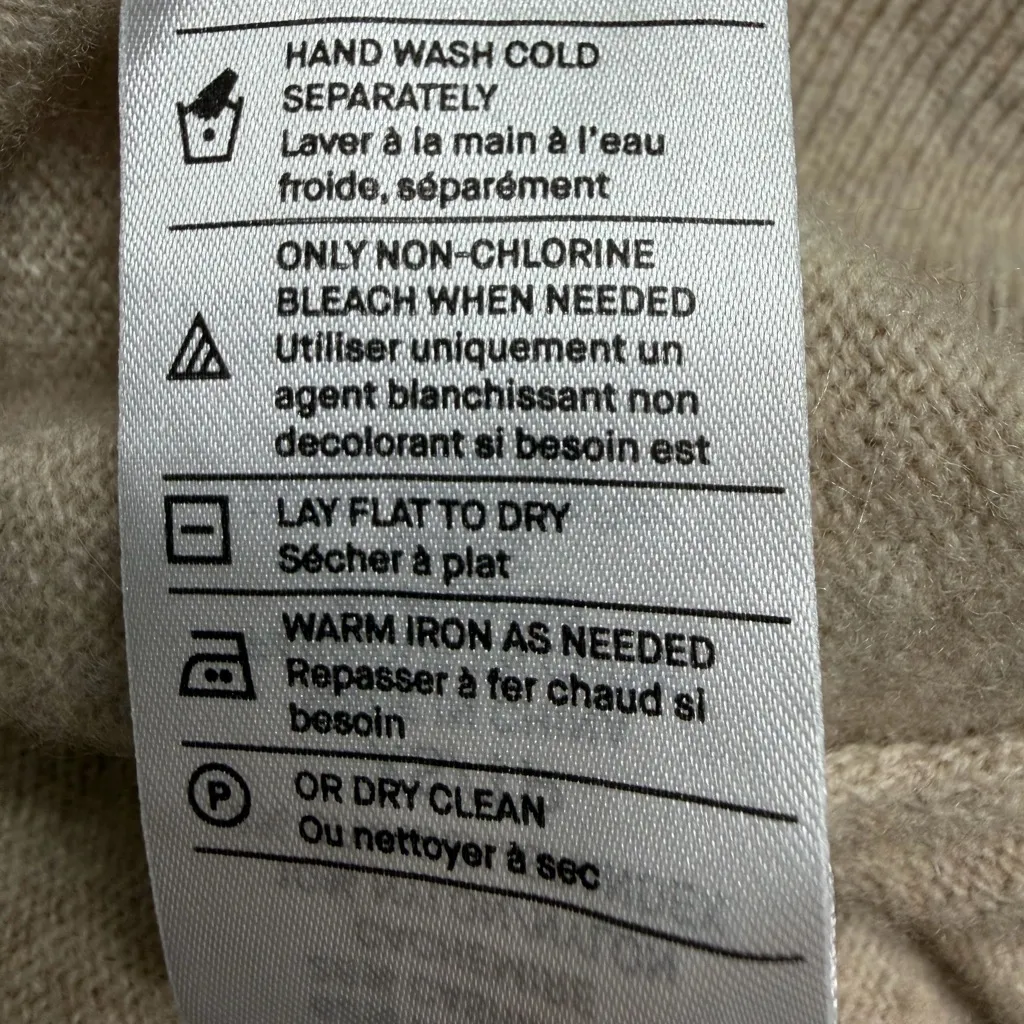 HAND WASH COLD
SEPARATELY
Laver à la main à l'eau
froide, séparément
ONLY NON-CHLORINE
BLEACH WHEN NEEDED
Utiliser uniquement un
agent blanchissant non
decolorant si besoin est
LAY FLAT TO DRY
Sécher à plat
WARM IRON AS NEEDED
Repasser à fer chaud si
besoin
P
OR DRY CLEAN
Ou nettoyer à sec